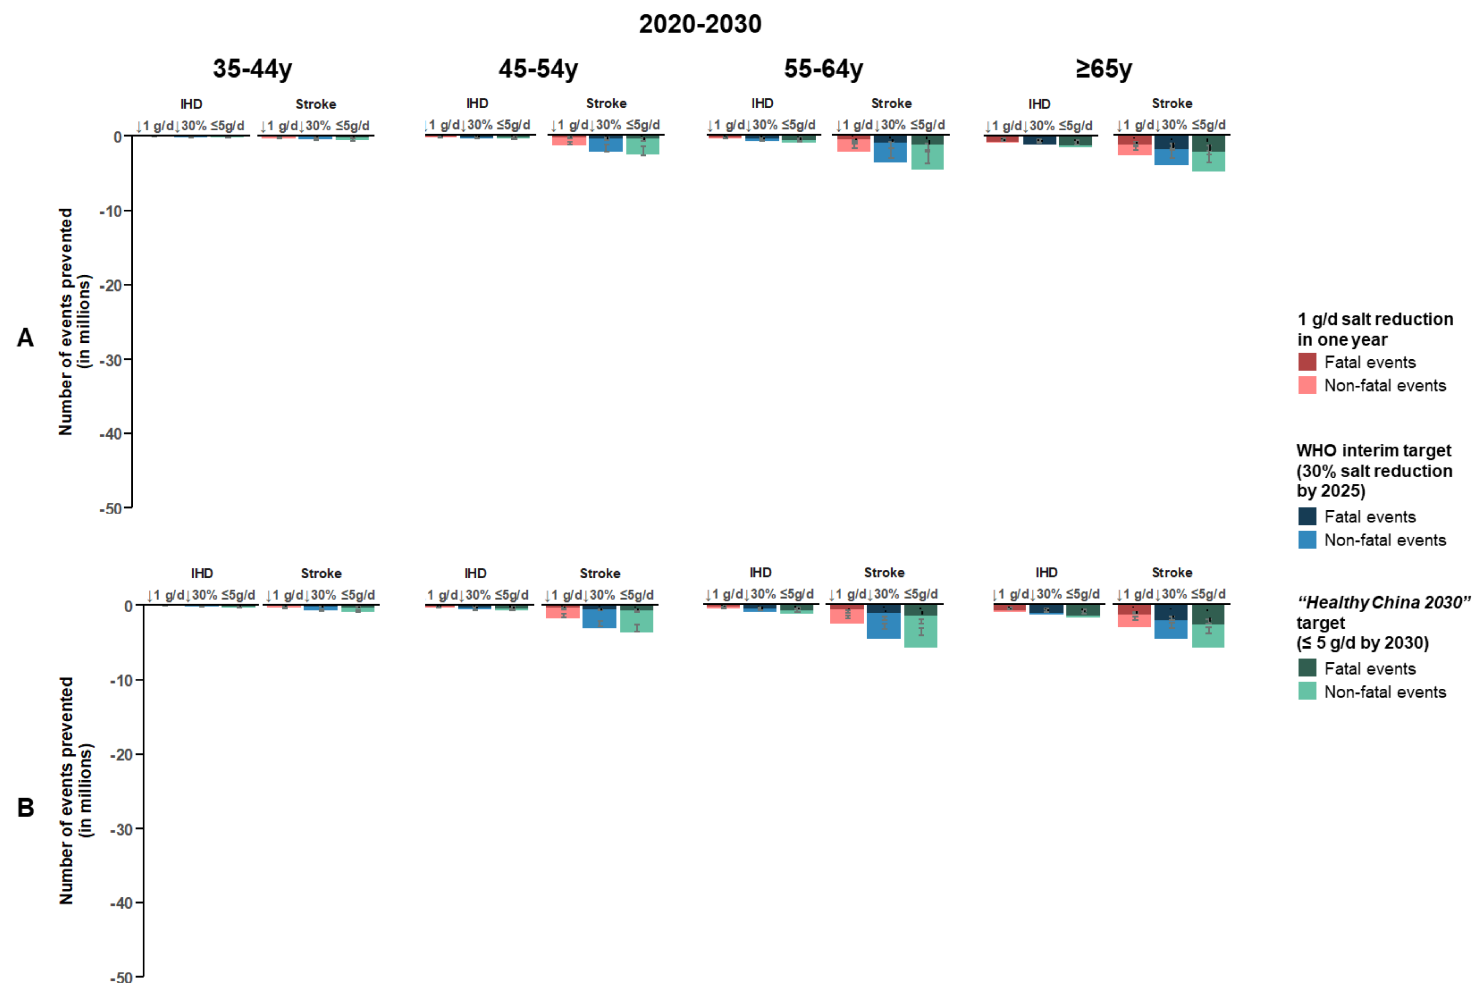 2020-2030
35-44y 45-54y 55-64y ≥65y
IHD Stroke IHD Stroke IHD Stroke IHD Stroke
↓1 g/d ↓30% ≤5g/d ↓1 g/d ↓30% ≤5g/d ↓1 g/d ↓30% ≤5g/d ↓1 g/d ↓30% ≤5g/d ↓1 g/d ↓30% ≤5g/d ↓1 g/d ↓30% ≤5g/d ↓1 g/d ↓30% ≤5g/d ↓1 g/d ↓30% ≤5g/d
A
Number of events prevented
(in millions)
0
-10
-20
-30
-40
-50
1 g/d salt reduction
in one year
Fatal events
Non-fatal events
WHO interim target
(30% salt reduction
by 2025)
Fatal events
Non-fatal events
"Healthy China 2030"
target
(≤ 5 g/d by 2030)
Fatal events
Non-fatal events
IHD Stroke IHD Stroke IHD Stroke IHD Stroke
↓1 g/d ↓30% ≤5g/d ↓1 g/d ↓30% ≤5g/d 1 g/d ↓30% ≤5g/d ↓1 g/d ↓30% ≤5g/d ↓1 g/d ↓30% ≤5g/d ↓1 g/d ↓30% ≤5g/d ↓1 g/d ↓30% ≤5g/d ↓1 g/d ↓30% ≤5g/d
B
Number of events prevented
(in millions)
0
-10
-20
-30
-40
-50